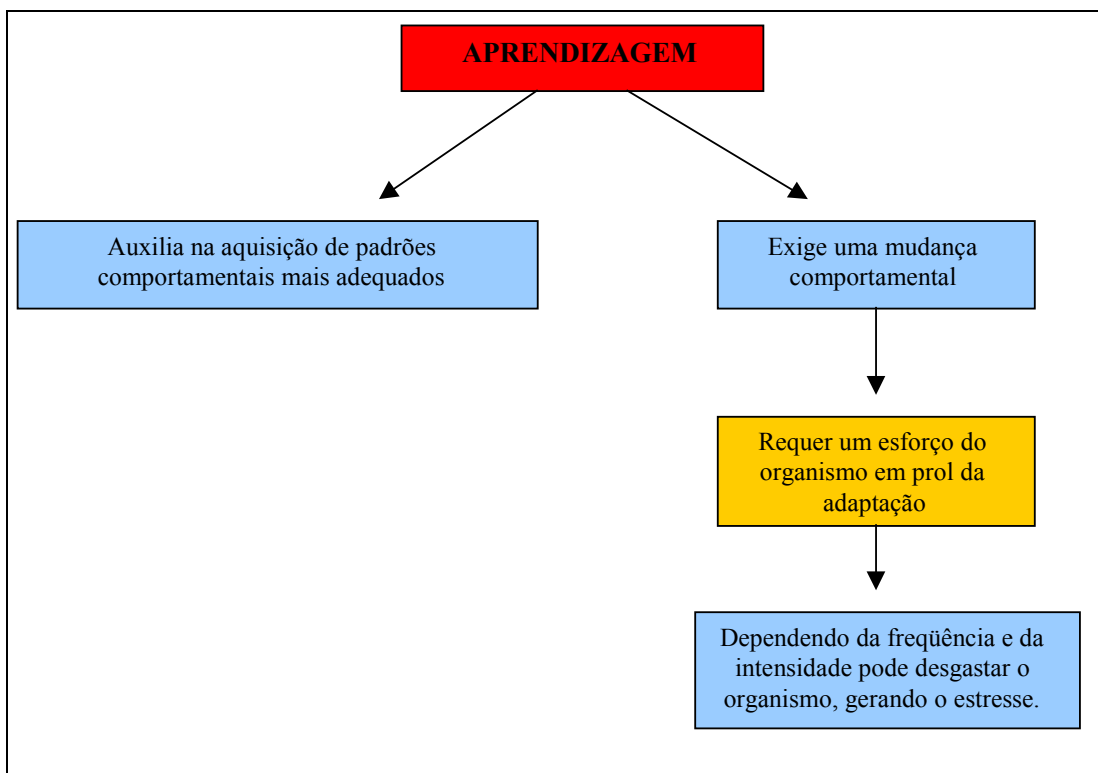 APRENDIZAGEM
Auxilia na aquisição de padrões
comportamentais mais adequados
Exige uma mudança
comportamental
Requer um esforço do
organismo em prol da
adaptação
Dependendo da freqüência e da
intensidade pode desgastar o
organismo, gerando o estresse.